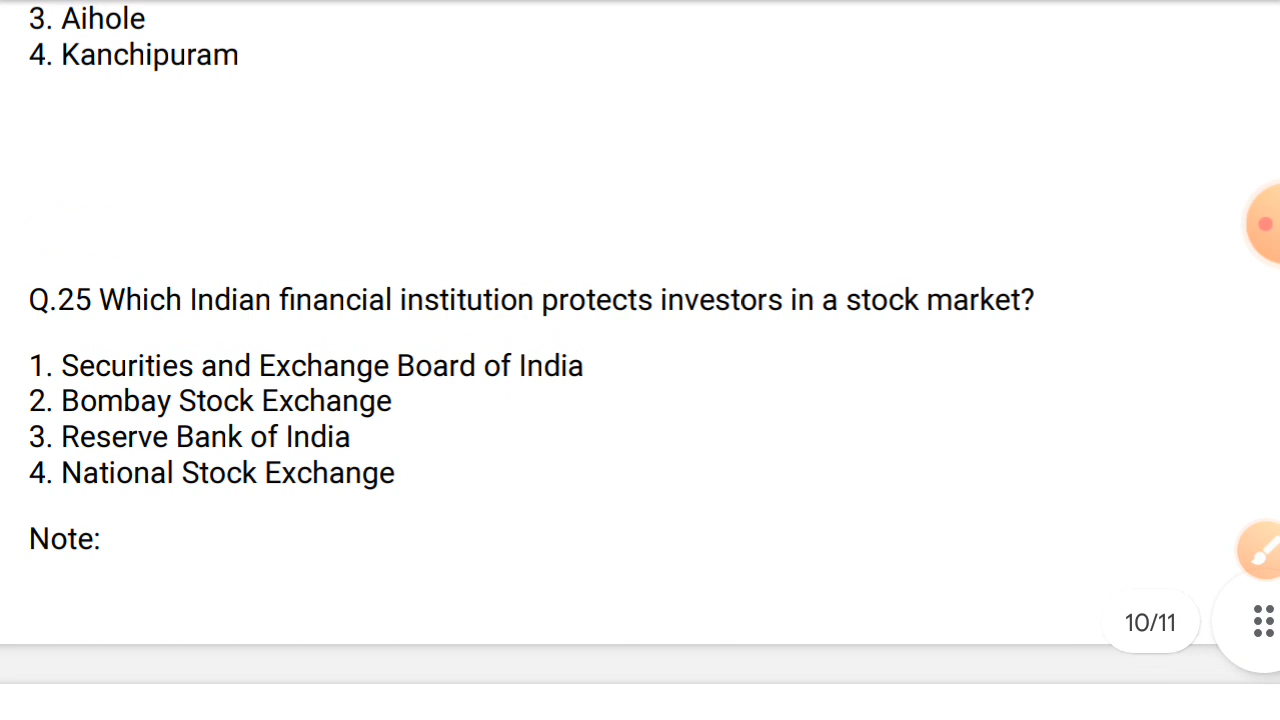 3. Aihole
4. Kanchipuram
Q.25 Which Indian financial institution protects investors in a stock market?
1. Securities and Exchange Board of India
2. Bombay Stock Exchange
3. Reserve Bank of India
4. National Stock Exchange
Note:
10/11